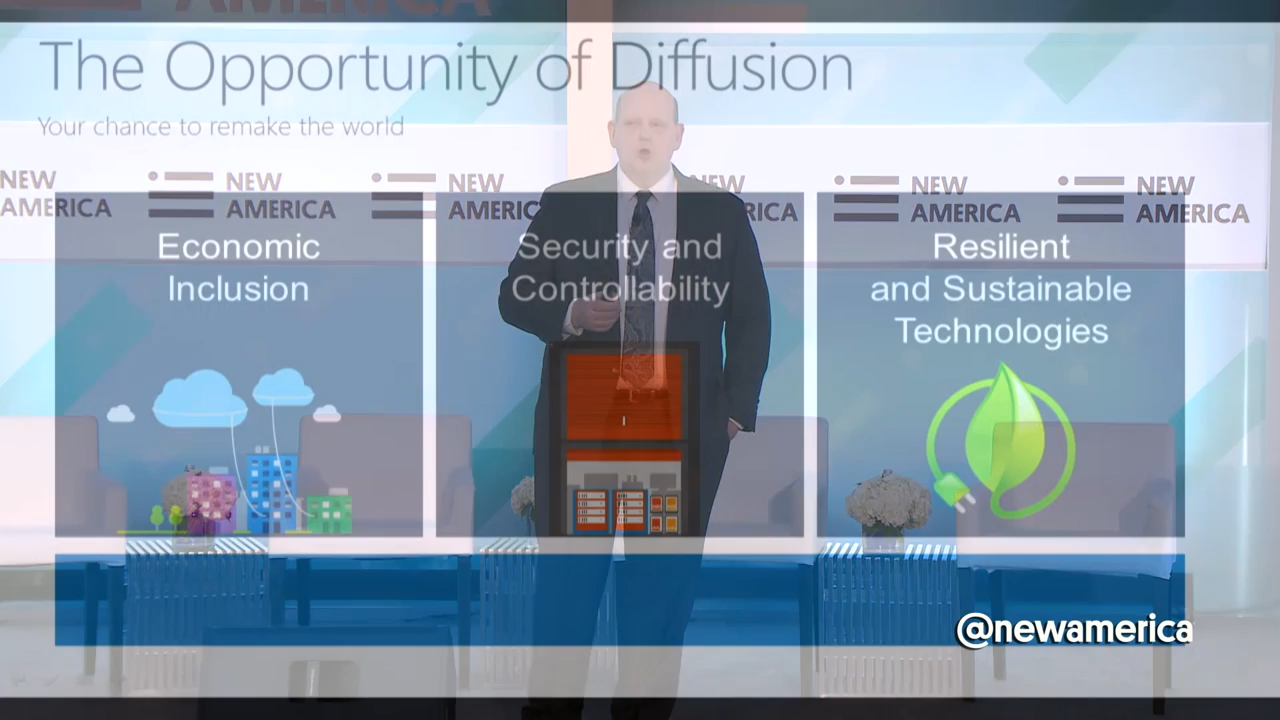 AMERICA
The Opportunity of Diffusion
Your chance to remake the world
NEW
AMERICA
NEW
AMERICA
NEW
AMERICA
NEW
AMERICA
NEW
AMERICA
NEW
AMERICA
Economic
Inclusion
Security and
Controllability
Resilient
and Sustainable
Technologies
@newamerica